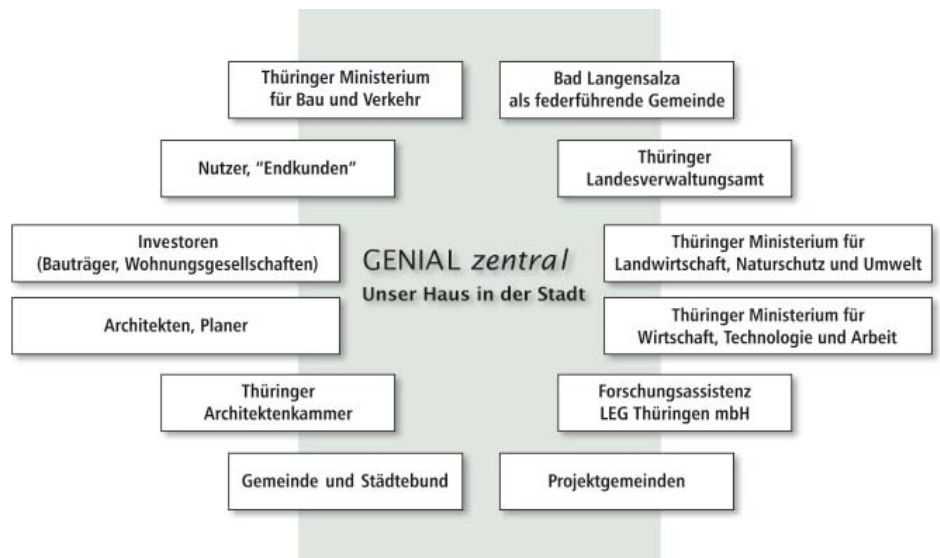 Thüringer Ministerium
für Bau und Verkehr
Bad Langensalza
als federführende Gemeinde
Nutzer, "Endkunden"
Thüringer
Landesverwaltungsamt
Investoren
(Bauträger, Wohnungsgesellschaften)
GENIAL zentral
Unser Haus in der Stadt
Thüringer Ministerium für
Landwirtschaft, Naturschutz und Umwelt
Architekten, Planer
Thüringer Ministerium für
Wirtschaft, Technologie und Arbeit
Thüringer
Architektenkammer
Forschungsassistenz
LEG Thüringen mbH
Gemeinde und Städtebund
Projektgemeinden